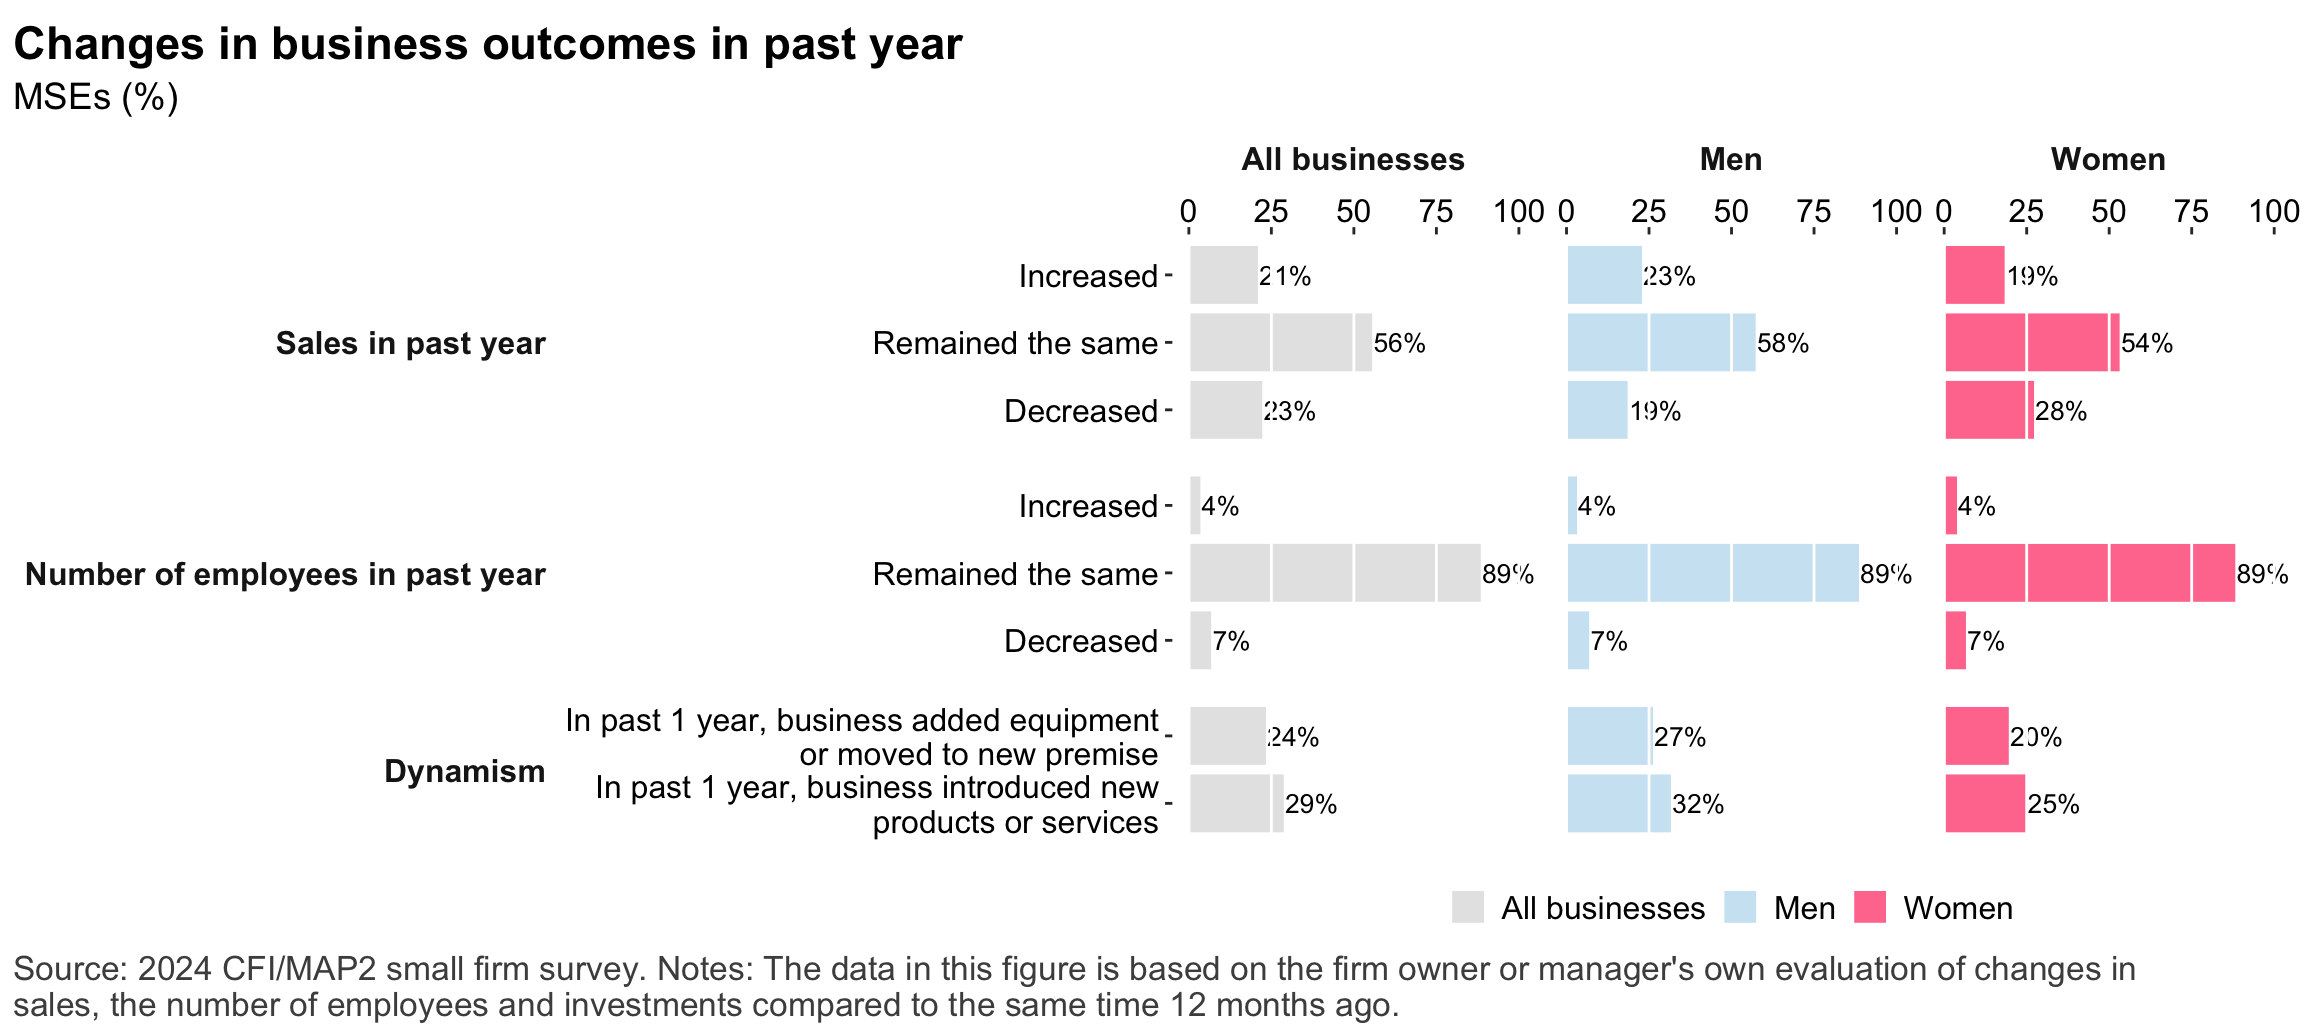 Changes in business outcomes in past year
MSEs (%)
All businesses Men Women
0 25 50 75 100 0 25 50 75 100 0 25 50 75 100
Increased 21% 23% 19%
Sales in past year Remained the same 56% 58% 54%
Decreased 23% 19% 28%
Increased 4% 4% 4%
Number of employees in past year Remained the same 89% 89% 89%
Decreased 7% 7% 7%
Dynamism
In past 1 year, business added equipment
or moved to new premise
24% 27% 20%
In past 1 year, business introduced new
products or services
29% 32% 25%
All businesses Men Women
Source: 2024 CFI/MAP2 small firm survey. Notes: The data in this figure is based on the firm owner or manager's own evaluation of changes in
sales, the number of employees and investments compared to the same time 12 months ago.